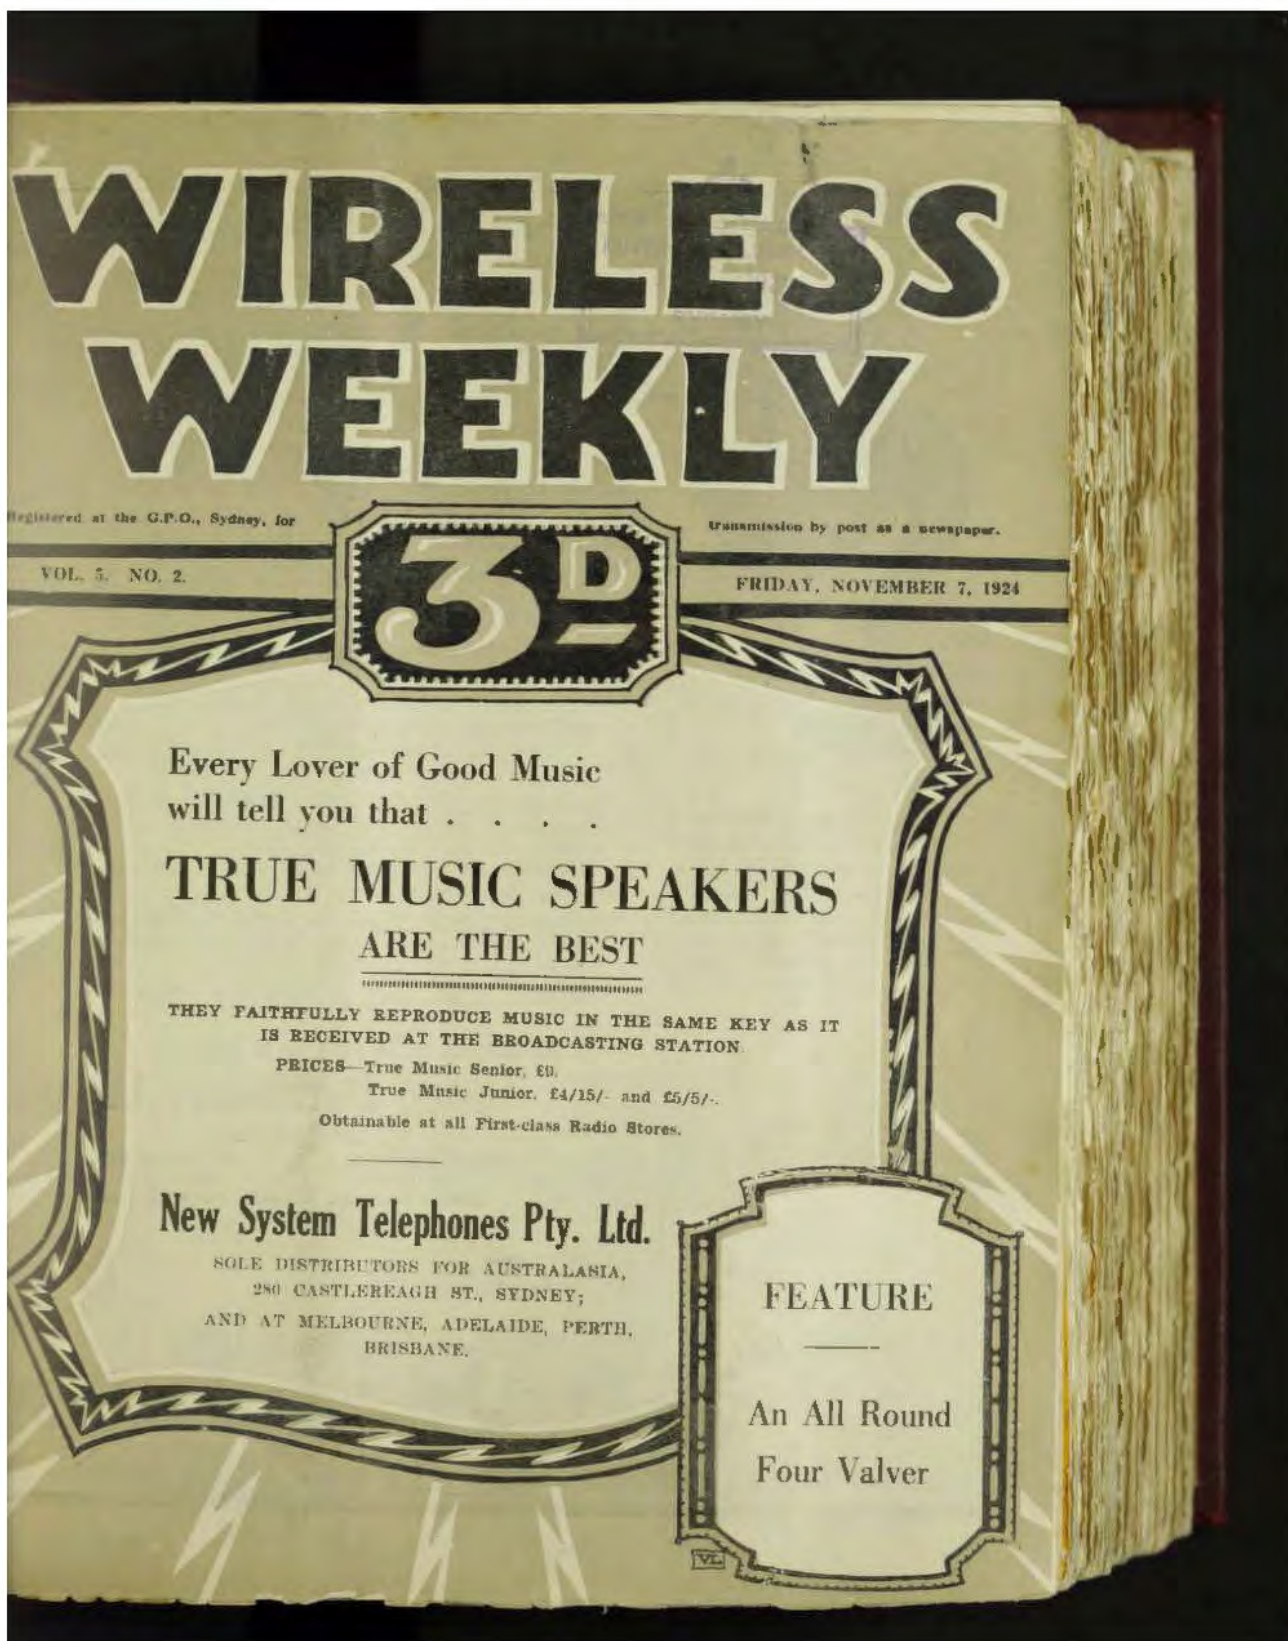 WIRELESS
WEEKLY
Registered at the G.P.O., Sydney, for
transmission by post as a newspaper.
VOL. 5. NO. 2.
3D
FRIDAY, NOVEMBER 7, 1924
Every Lover of Good Music
will tell you that . . . .
TRUE MUSIC SPEAKERS
ARE THE BEST
THEY FAITHFULLY REPRODUCE MUSIC IN THE SAME KEY AS IT
IS RECEIVED AT THE BROADCASTING STATION.
PRICES—True Music Senior, £9.
True Music Junior, £4/15/- and £5/5/-.
Obtainable at all First-class Radio Stores.
New System Telephones Pty. Ltd.
SOLE DISTRIBUTORS FOR AUSTRALASIA,
280 CASTLEREAGH ST., SYDNEY;
AND AT MELBOURNE, ADELAIDE, PERTH,
BRISBANE.
FEATURE
An All Round
Four Valver
VL